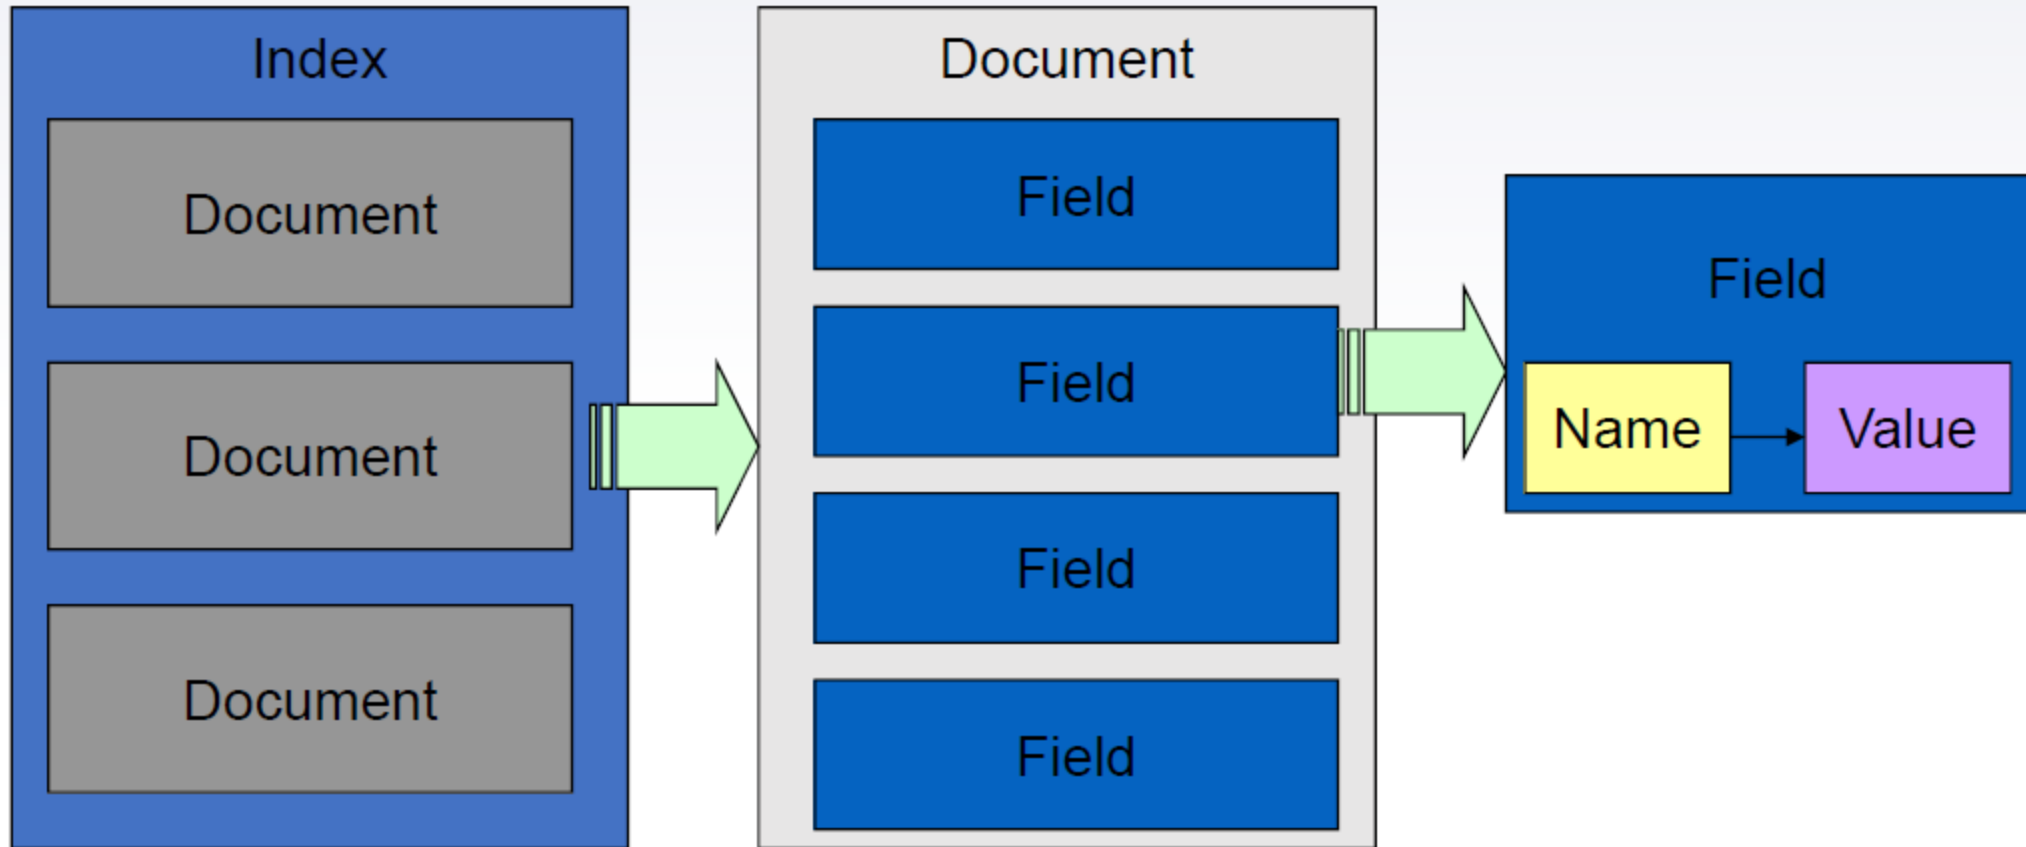 Index
Document
Document
Document
Document
Field
Field
Field
Field
Field
Name
Value